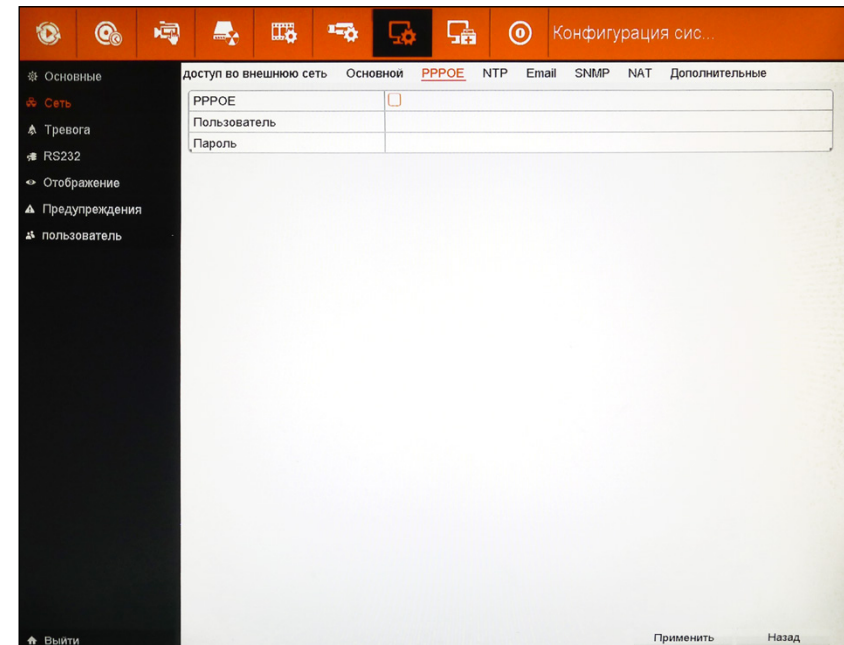 Конфигурация сис...
доступ во внешнюю сеть Основной PPPOE NTP Email SNMP NAT Дополнительные
Основные
Сеть
Тревога
RS232
Отображение
Предупреждения
пользователь
Выйти
PPPOE
Пользователь
Пароль
Применить Назад